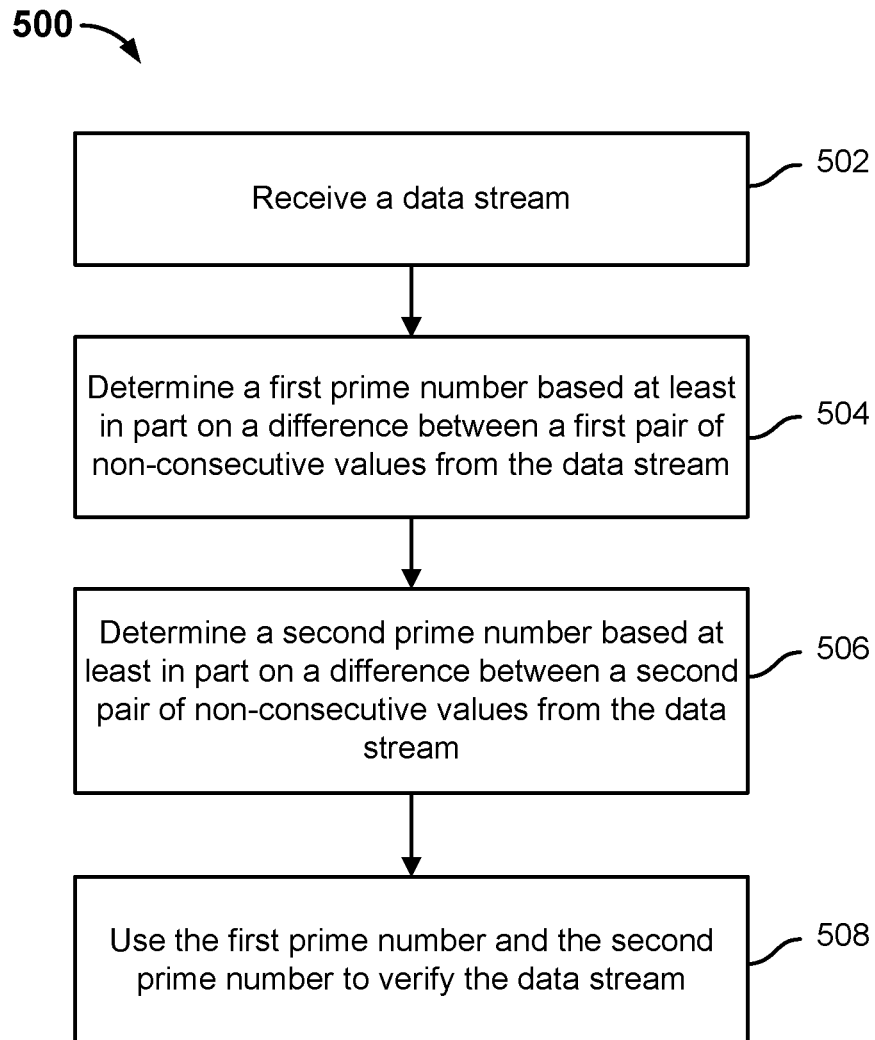 500
Receive a data stream
502
Determine a first prime number based at least
in part on a difference between a first pair of
non-consecutive values from the data stream
504
Determine a second prime number based at
least in part on a difference between a second
pair of non-consecutive values from the data
stream
506
Use the first prime number and the second
prime number to verify the data stream
508